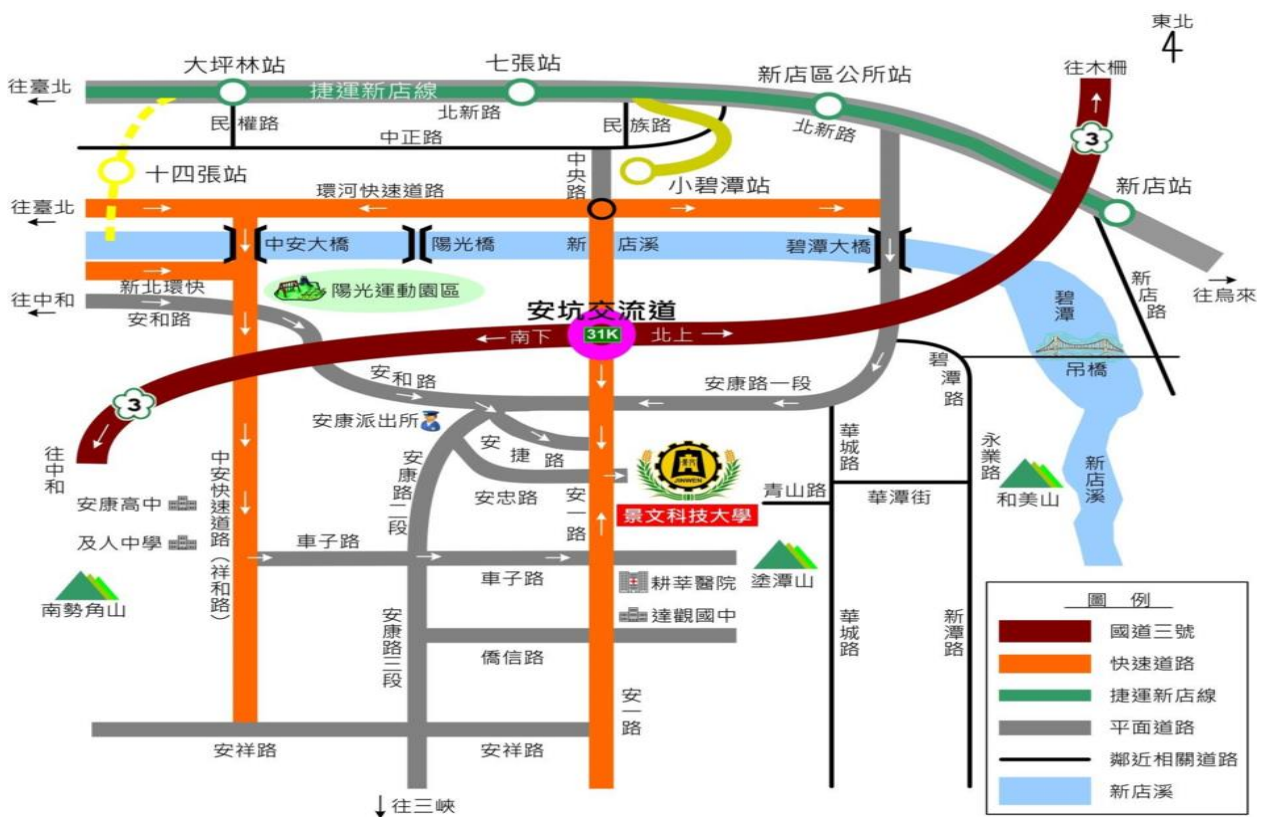 東北
4
往木柵
大坪林站
七張站
新店區公所站
往臺北
捷運新店線
北新路
北新路
民權路
中正路
民族路
3
十四張站
中央路
小碧潭站
新店站
環河快速道路
往臺北
中安大橋
陽光橋
新店溪
碧潭大橋
新北環快
陽光運動園區
往中和
安和路
安坑交流道
碧潭
新店路
往烏來
南下
31K
北上
吊橋
碧潭路
安和路
安康路一段
3
安康派出所
往中和
安捷路
華城路
永業路
新店溪
安康路二段
中安快速道路(祥和路)
JINWEN
安忠路
安一路
青山路
華潭街
和美山
安康高中
景文科技大學
及人中學
車子路
車子路
耕莘醫院
塗潭山
南勢角山
達觀國中
安康路三段
僑信路
華城路
新潭路
安一路
安祥路
安祥路
往三峽
圖 例
國道三號
快速道路
捷運新店線
平面道路
鄰近相關道路
新店溪